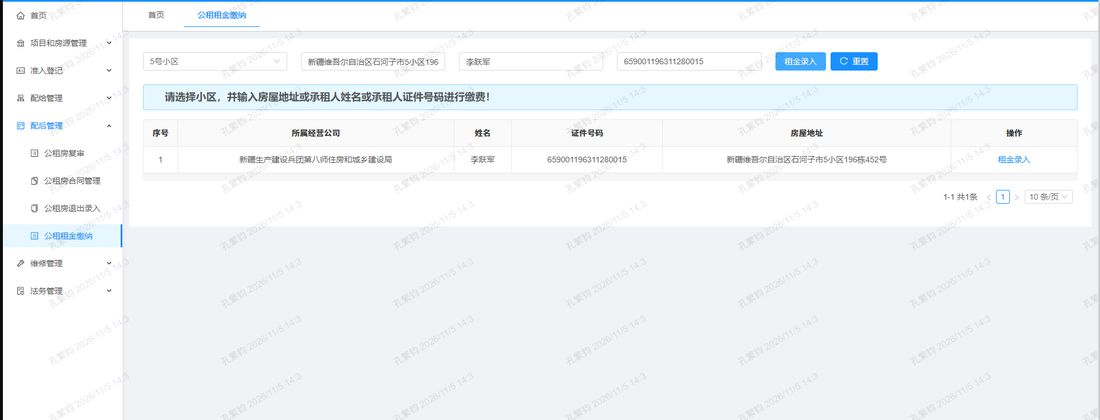 首页
项目和房源管理
准入登记
配给管理
配后管理
公租房复审
公租房合同管理
公租房退出录入
公租租金缴纳
维修管理
法务管理
首页 公租租金缴纳
5号小区 新疆维吾尔自治区石河子市5小区196 李跃军 659001196311280015 租金录入 重置
请选择小区，并输入房屋地址或承租人姓名或承租人证件号码进行缴费！
序号 所属经营公司 姓名 证件号码 房屋地址 操作
1 新疆生产建设兵团第八师住房和城乡建设局 李跃军 659001196311280015 新疆维吾尔自治区石河子市5小区196栋452号 租金录入
1-1 共1条 < 1 > 10 条/页
孔繁钧 2026/11/5 14:3